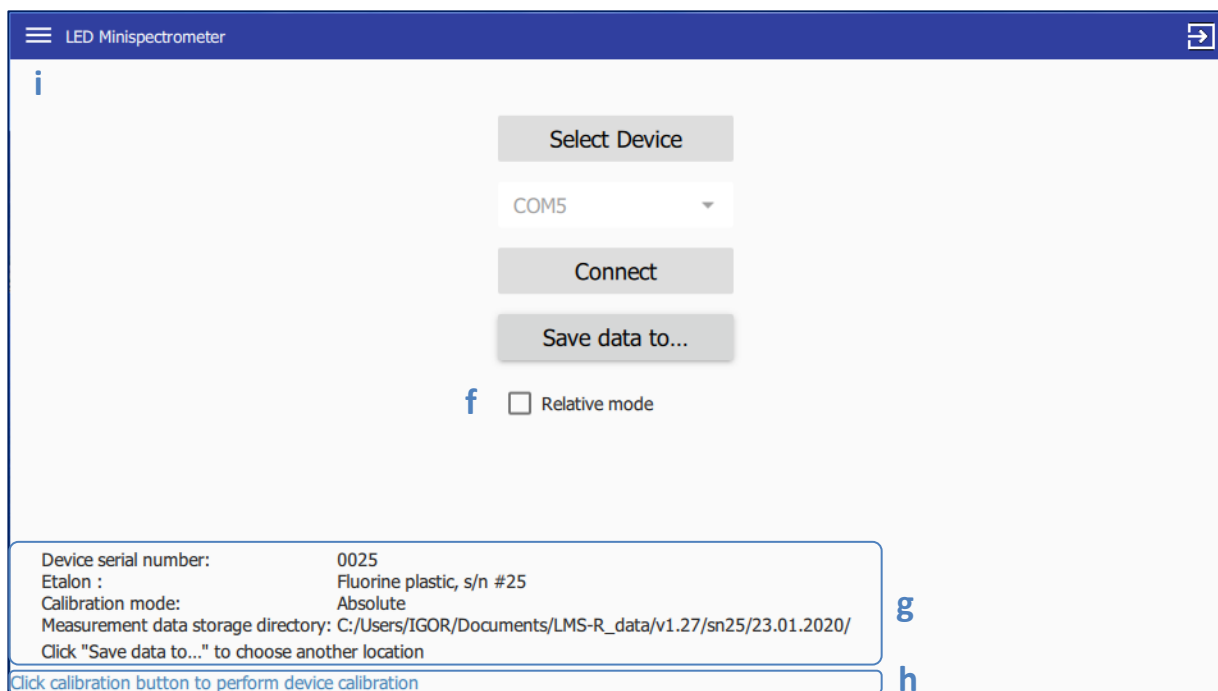 LED Minispectrometer
i
Select Device
COM5
Connect
Save data to...
f Relative mode
Device serial number: 0025
Etalon : Fluorine plastic, s/n #25
Calibration mode: Absolute
Measurement data storage directory: C:/Users/IGOR/Documents/LMS-R_data/v1.27/sn25/23.01.2020/
Click "Save data to..." to choose another location
g
Click calibration button to perform device calibration
h